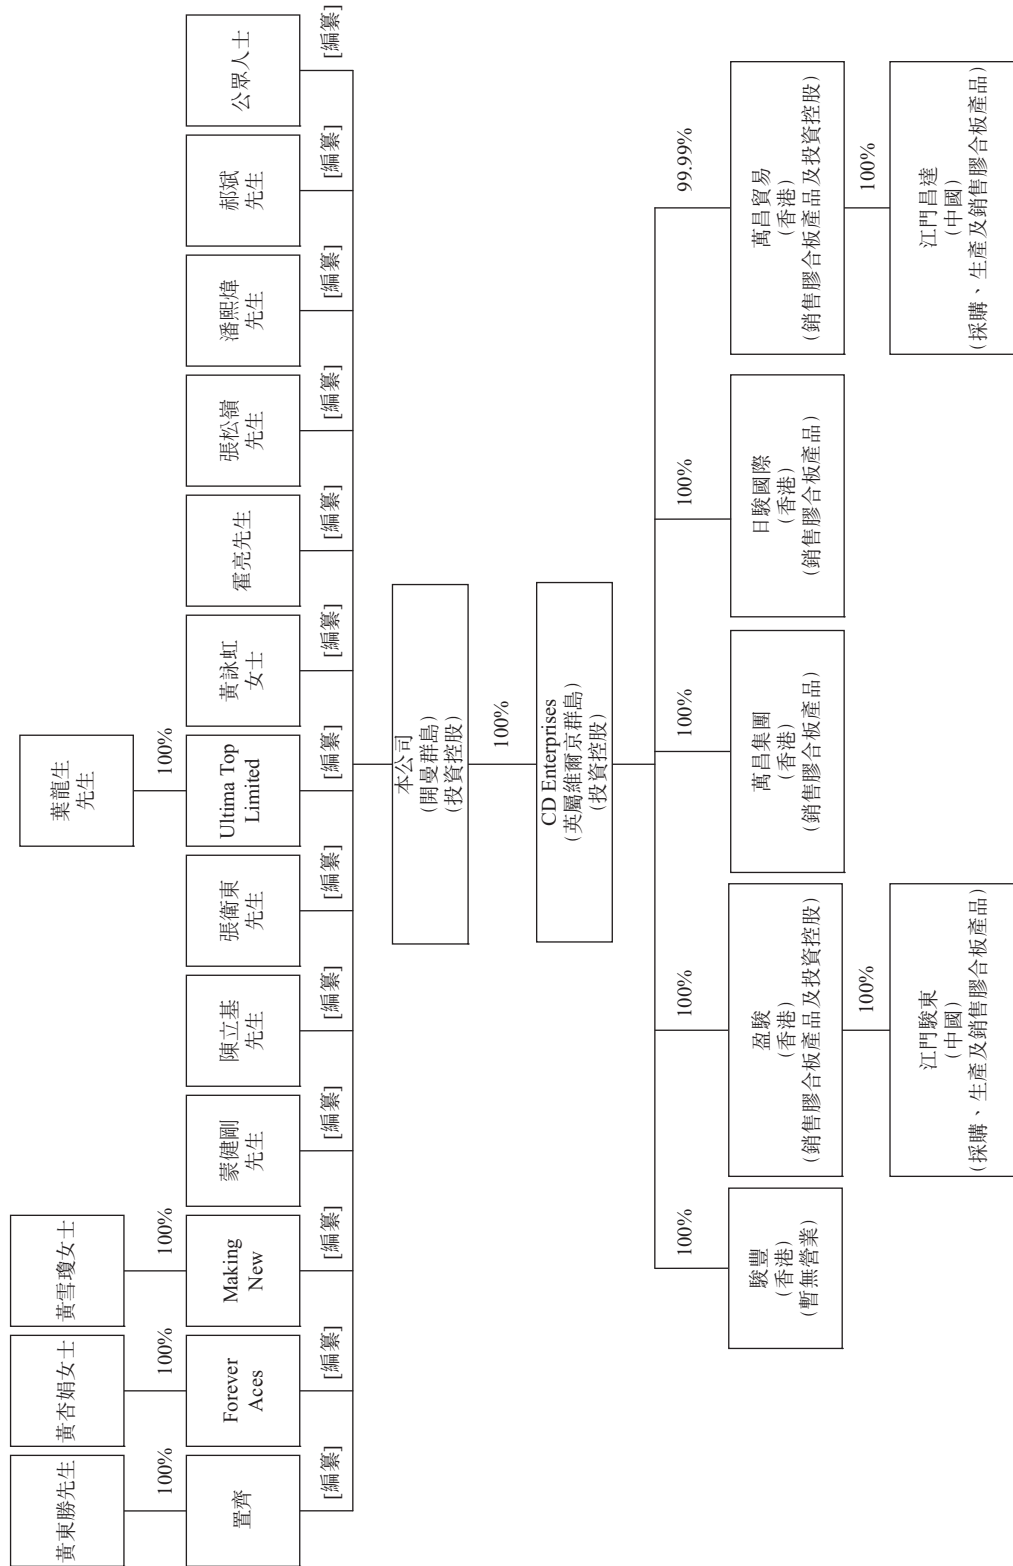 黃東勝先生
黃杏娟女士
黃雪瓊女士
葉龍生
先生
100%
100%
100%
100%
置齊
Forever
Aces
Making
New
蒙健剛
先生
陳立基
先生
張衛東
先生
Ultima Top
Limited
黃詠虹
女士
霍亮先生
張松嶺
先生
潘熙煒
先生
郝斌
先生
公眾人士
[編纂]
[編纂]
[編纂]
[編纂]
[編纂]
[編纂]
[編纂]
[編纂]
[編纂]
[編纂]
[編纂]
[編纂]
[編纂]
本公司
(開曼群島)
(投資控股)
100%
CD Enterprises
(英屬維爾京群島)
(投資控股)
100%
100%
100%
100%
99.99%
駿豐
(香港)
(暫無營業)
盈駿
(香港)
(銷售膠合板產品及投資控股)
萬昌集團
(香港)
(銷售膠合板產品)
日駿國際
(香港)
(銷售膠合板產品)
萬昌貿易
(香港)
(銷售膠合板產品及投資控股)
100%
100%
江門駿東
(中國)
(採購、生產及銷售膠合板產品)
江門昌達
(中國)
(採購、生產及銷售膠合板產品)